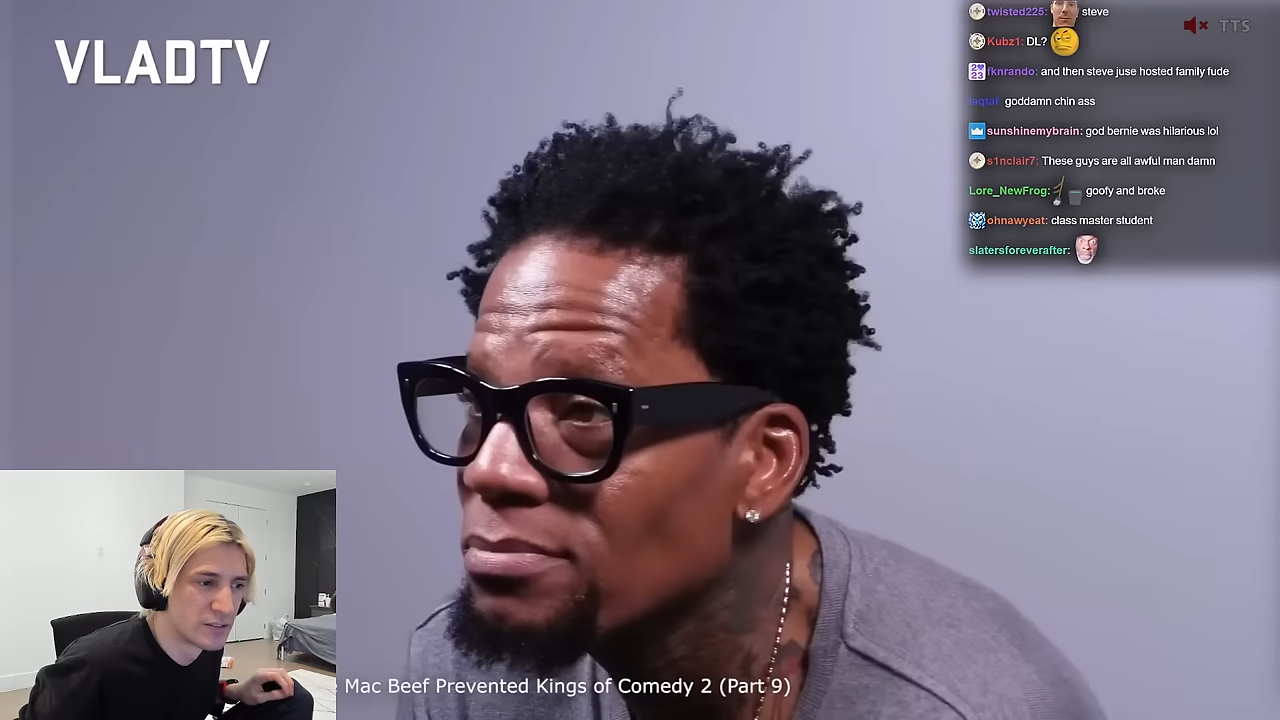 VLADTV
TTS
twisted225: steve
Kubz1: DL?
fknrando: and then steve juse hosted family fude
laqtaf goddamn chin ass
sunshinemybrain: god bernie was hilarious lol
s1nclair7: These guys are all awful man damn
Lore_NewFrog: goofy and broke
ohnawyeat: class master student
slatersforeverafter:
Mac Beef Prevented Kings of Comedy 2 (Part 9)